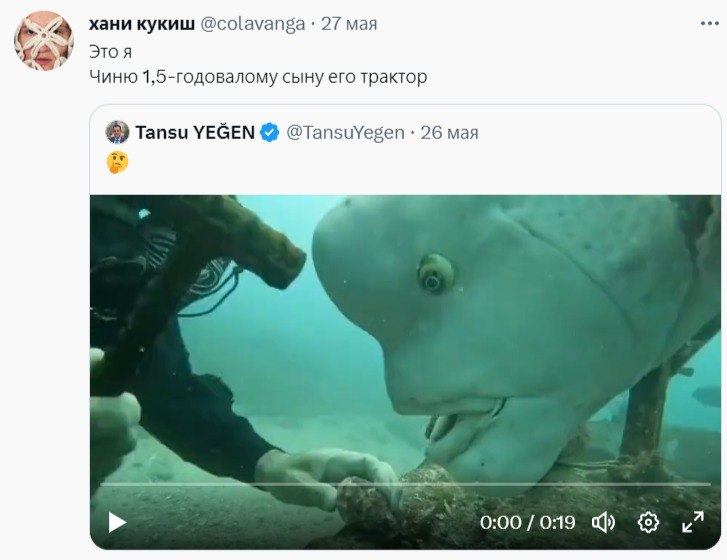 хани кукиш @colavanga · 27 мая
Это я
Чиню 1,5-годовалому сыну его трактор
Tansu YEĞEN @TansuYegen · 26 мая
0:00 / 0:19